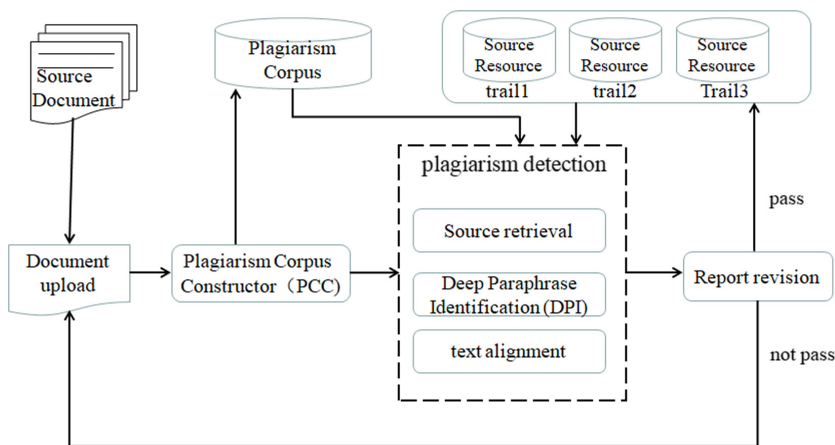 Source
Document
Plagiarism
Corpus
Source
Resource
trail1
Source
Resource
trail2
Source
Resource
Trail3
plagiarism detection
Source retrieval
Deep Paraphrase
Identification (DPI)
text alignment
Document
upload
Plagiarism Corpus
Constructor（PCC)
Report revision
pass
not pass